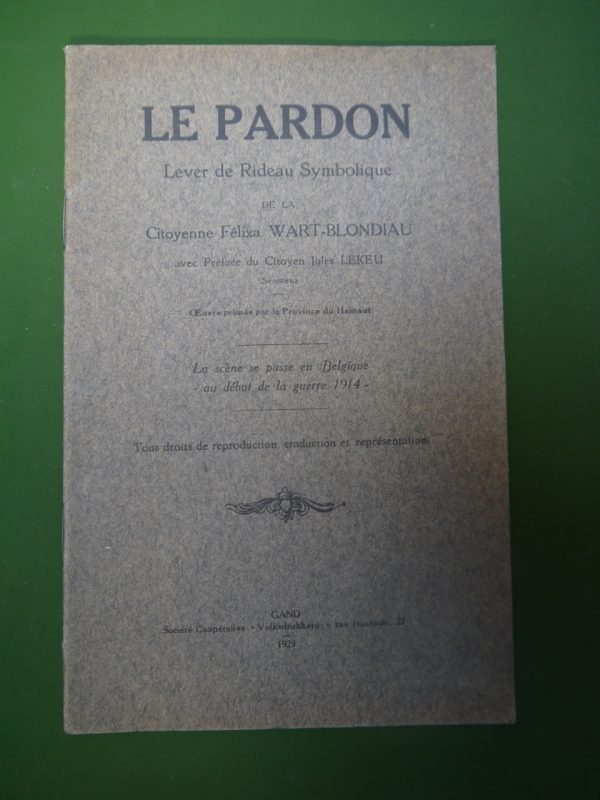 LE PARDON
Lever de Rideau Symbolique
DE LA
Citoyenne Félixa WART-BLONDIAU
avec Préface du Citoyen Jules LEKEU
Sénateur
Œuvre primée par la Province du Hainaut
La scène se passe en Belgique
- au début de la guerre 1914 -
Tous droits de reproduction, traduction et représentation.
GAND
Société Coopérative « Volksdrukkerij » rue 27
1923